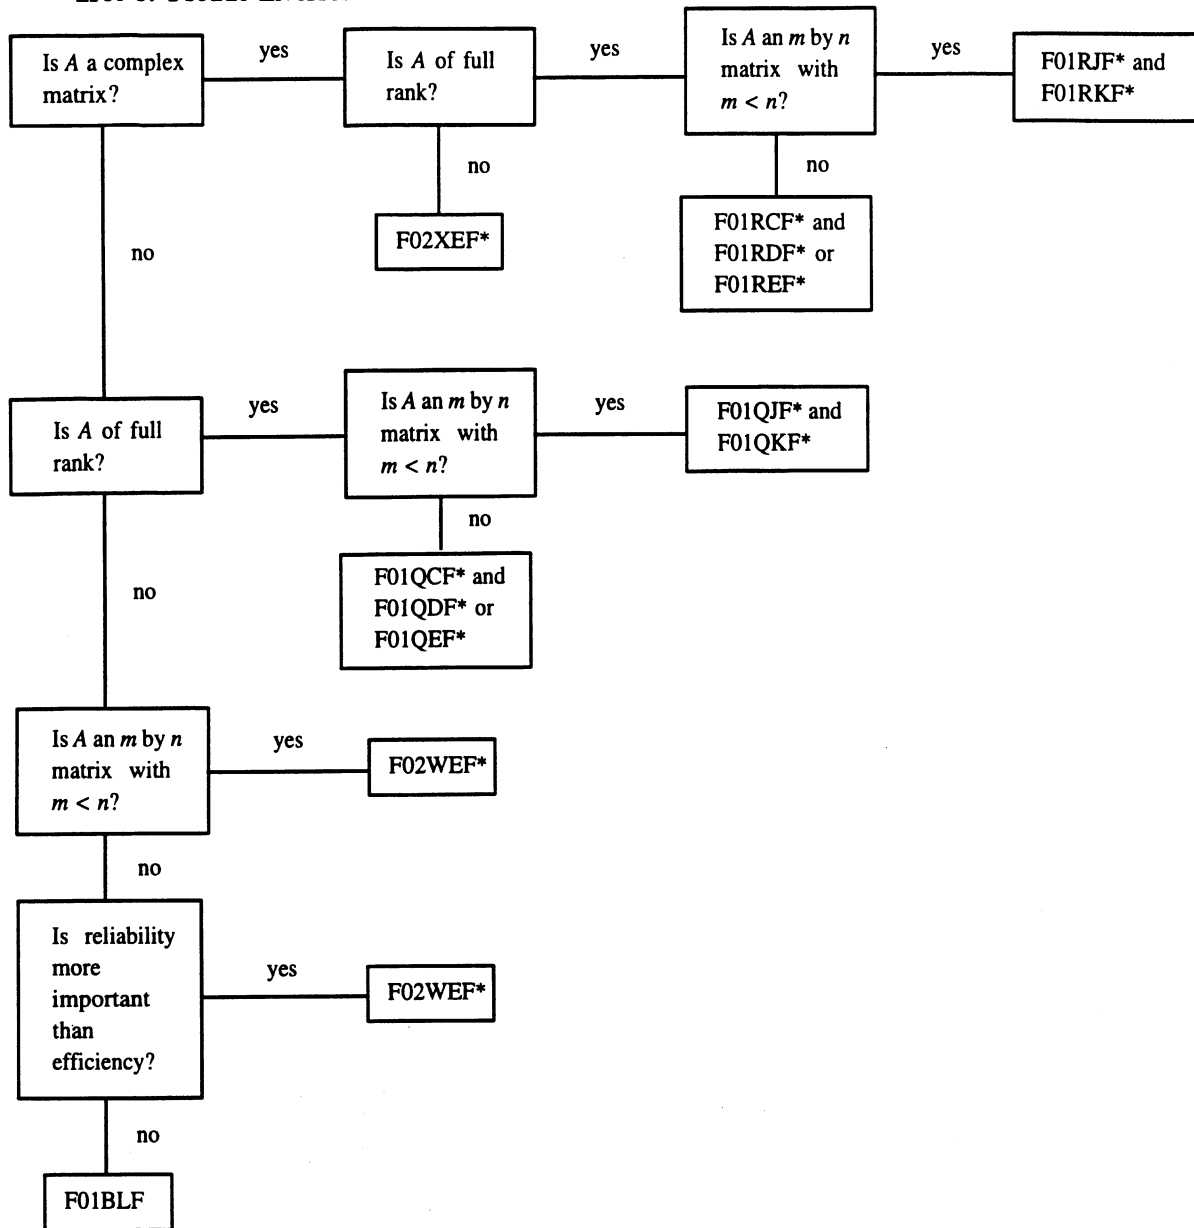 Is A a complex
matrix?
yes
Is A of full
rank?
yes
Is A an m by n
matrix with
m < n?
yes
F01RJF* and
F01RKF*
no
no
no
F02XEF*
F01RCF* and
F01RDF* or
F01REF*
Is A of full
rank?
yes
Is A an m by n
matrix with
m < n?
yes
F01QJF* and
F01QKF*
no
no
F01QCF* and
F01QDF* or
F01QEF*
Is A an m by n
matrix with
m < n?
yes
F02WEF*
no
Is reliability
more
important
than
efficiency?
yes
F02WEF*
no
F01BLF